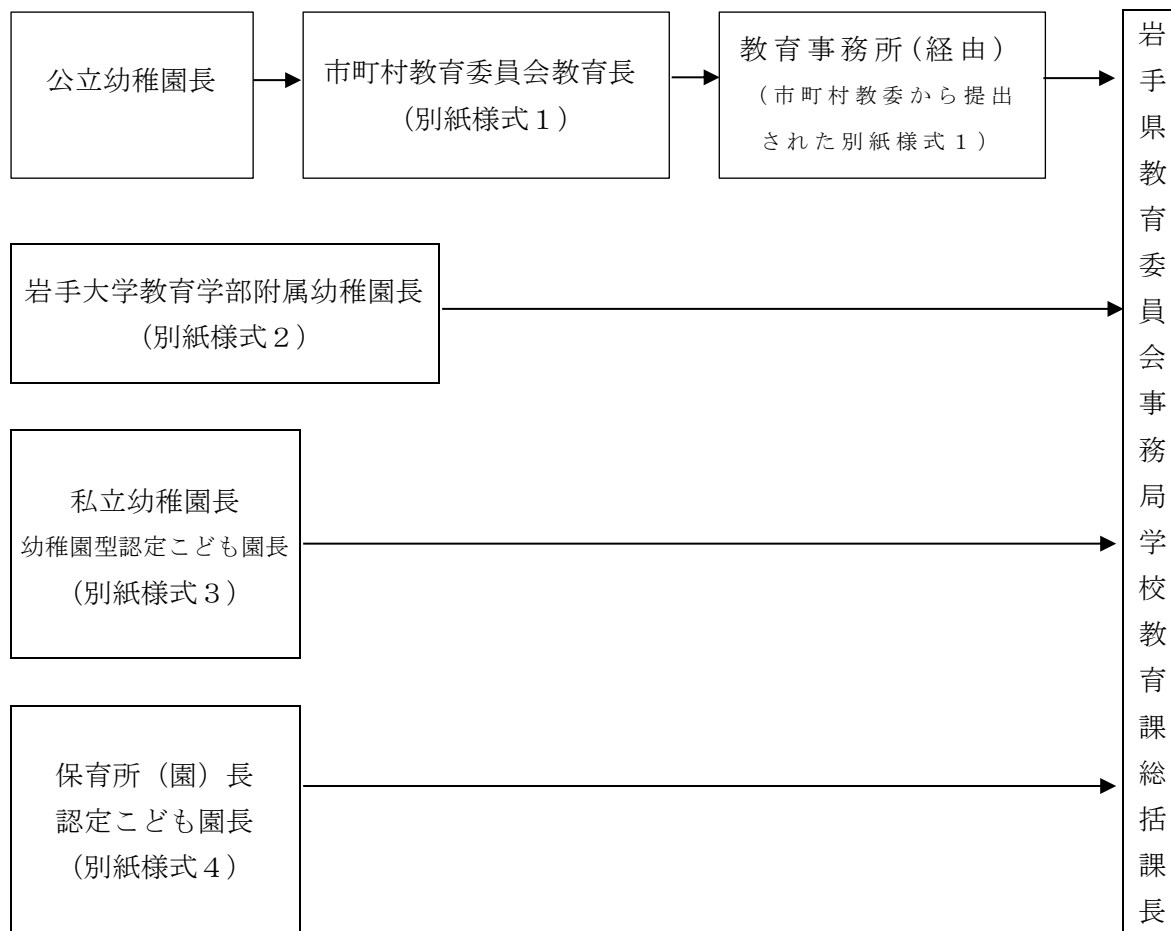 公立幼稚園長
市町村教育委員会教育長
(別紙様式１)
教育事務所(経由)
(市町村教委から提出
された別紙様式１)
岩手大学教育学部附属幼稚園長
(別紙様式２)
私立幼稚園長
幼稚園型認定こども園長
(別紙様式３)
保育所（園）長
認定こども園長
(別紙様式４)
岩手県教育委員会事務局学校教育課総括課長